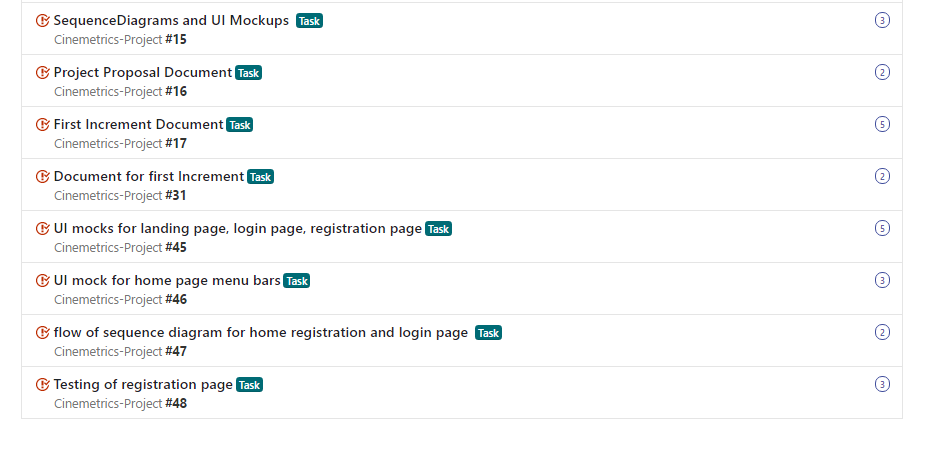 SequenceDiagrams and UI Mockups Task 3
Cinemetrics-Project #15
Project Proposal Document Task 2
Cinemetrics-Project #16
First Increment Document Task 5
Cinemetrics-Project #17
Document for first Increment Task 2
Cinemetrics-Project #31
UI mocks for landing page, login page, registration page Task 5
Cinemetrics-Project #45
UI mock for home page menu bars Task 3
Cinemetrics-Project #46
flow of sequence diagram for home registration and login page Task 2
Cinemetrics-Project #47
Testing of registration page Task 3
Cinemetrics-Project #48